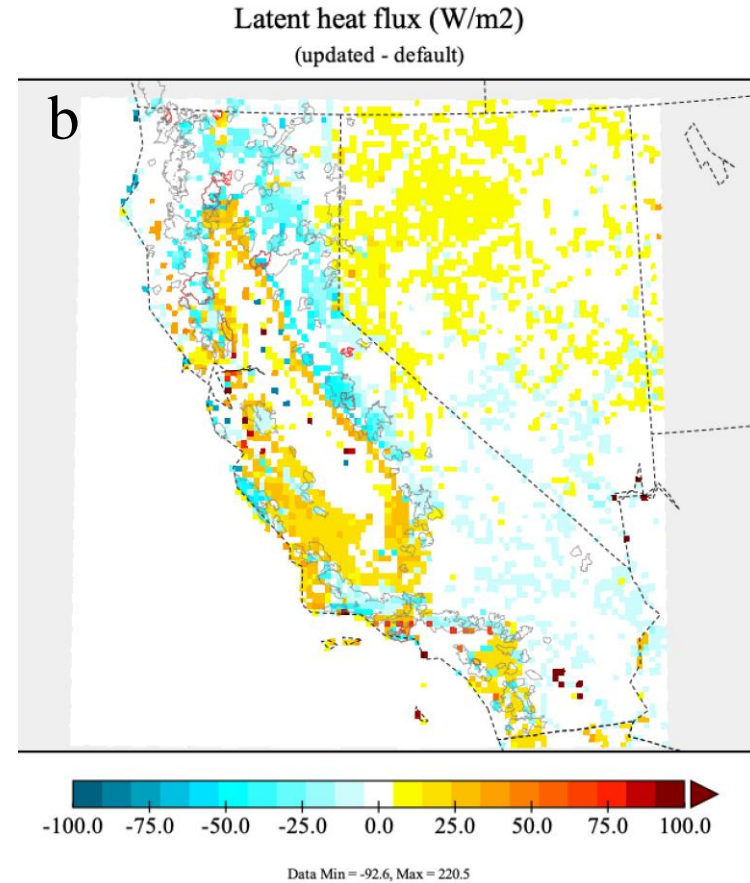 Latent heat flux (W/m2)
(updated - default)
b
-100.0 -75.0 -50.0 -25.0 0.0 25.0 50.0 75.0 100.0
Data Min = -92.6, Max = 220.5